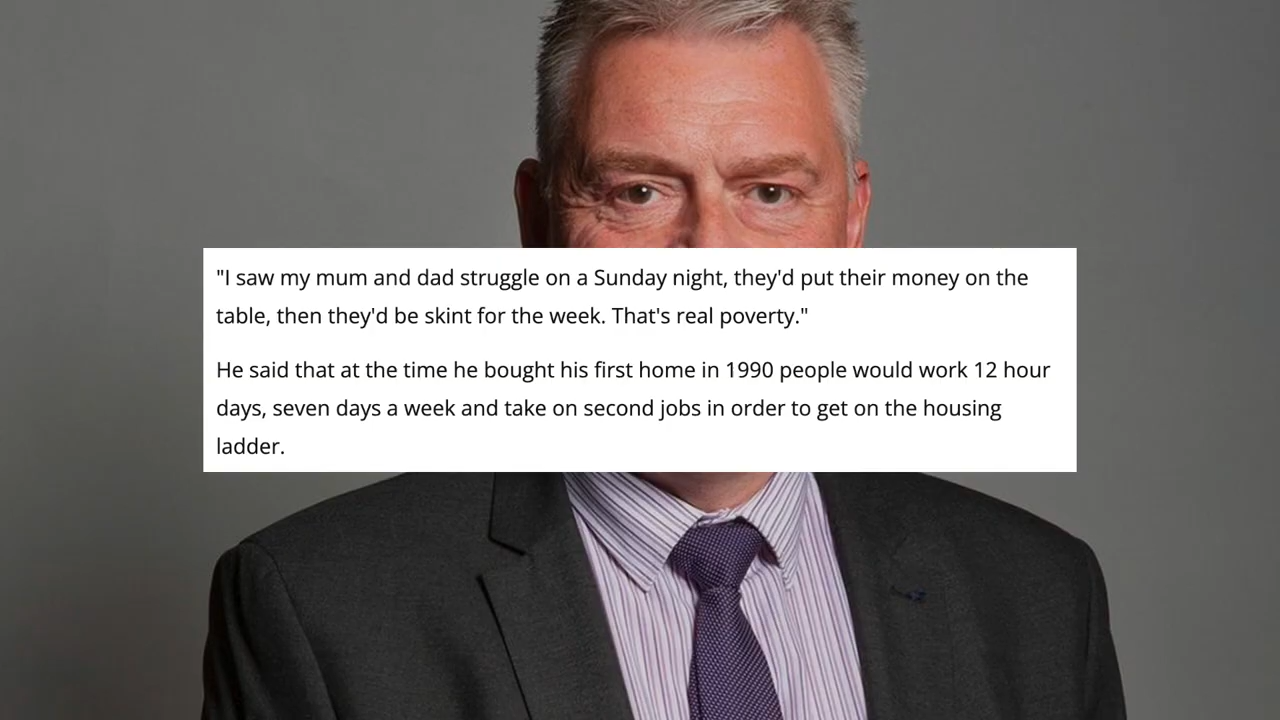 "I saw my mum and dad struggle on a Sunday night, they'd put their money on the
table, then they'd be skint for the week. That's real poverty."
He said that at the time he bought his first home in 1990 people would work 12 hour
days, seven days a week and take on second jobs in order to get on the housing
ladder.